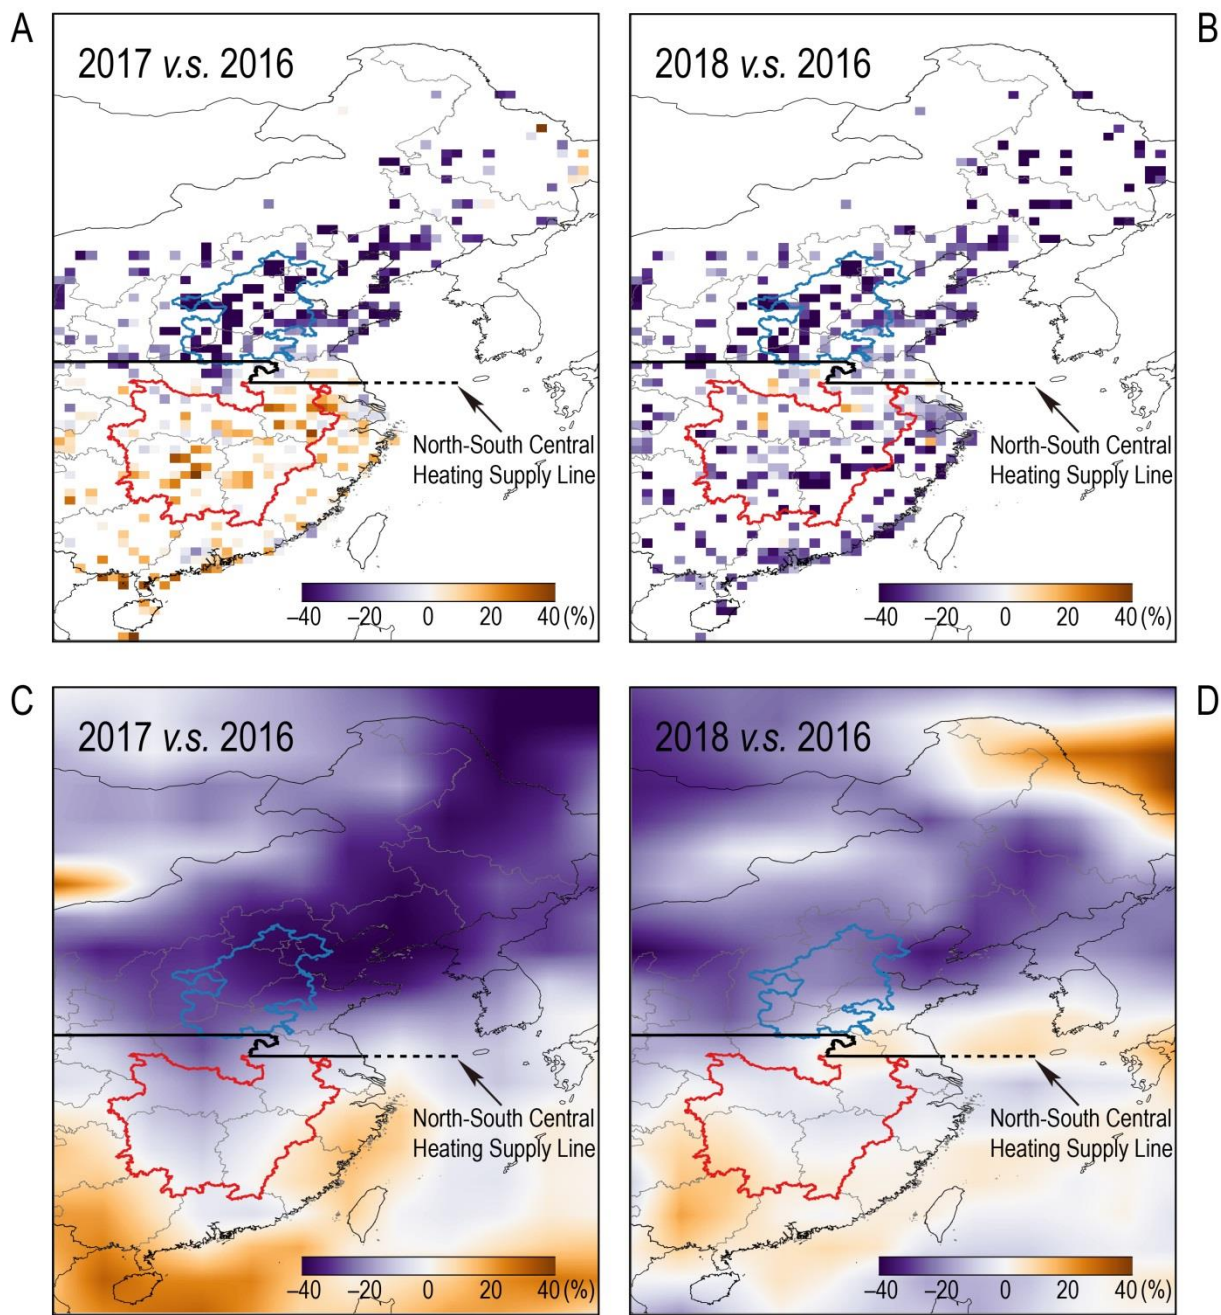 A
2017 v.s. 2016
North-South Central
Heating Supply Line
–40 –20 0 20 40 (%)
B
2018 v.s. 2016
North-South Central
Heating Supply Line
–40 –20 0 20 40 (%)
C
2017 v.s. 2016
North-South Central
Heating Supply Line
–40 –20 0 20 40 (%)
D
2018 v.s. 2016
North-South Central
Heating Supply Line
–40 –20 0 20 40 (%)